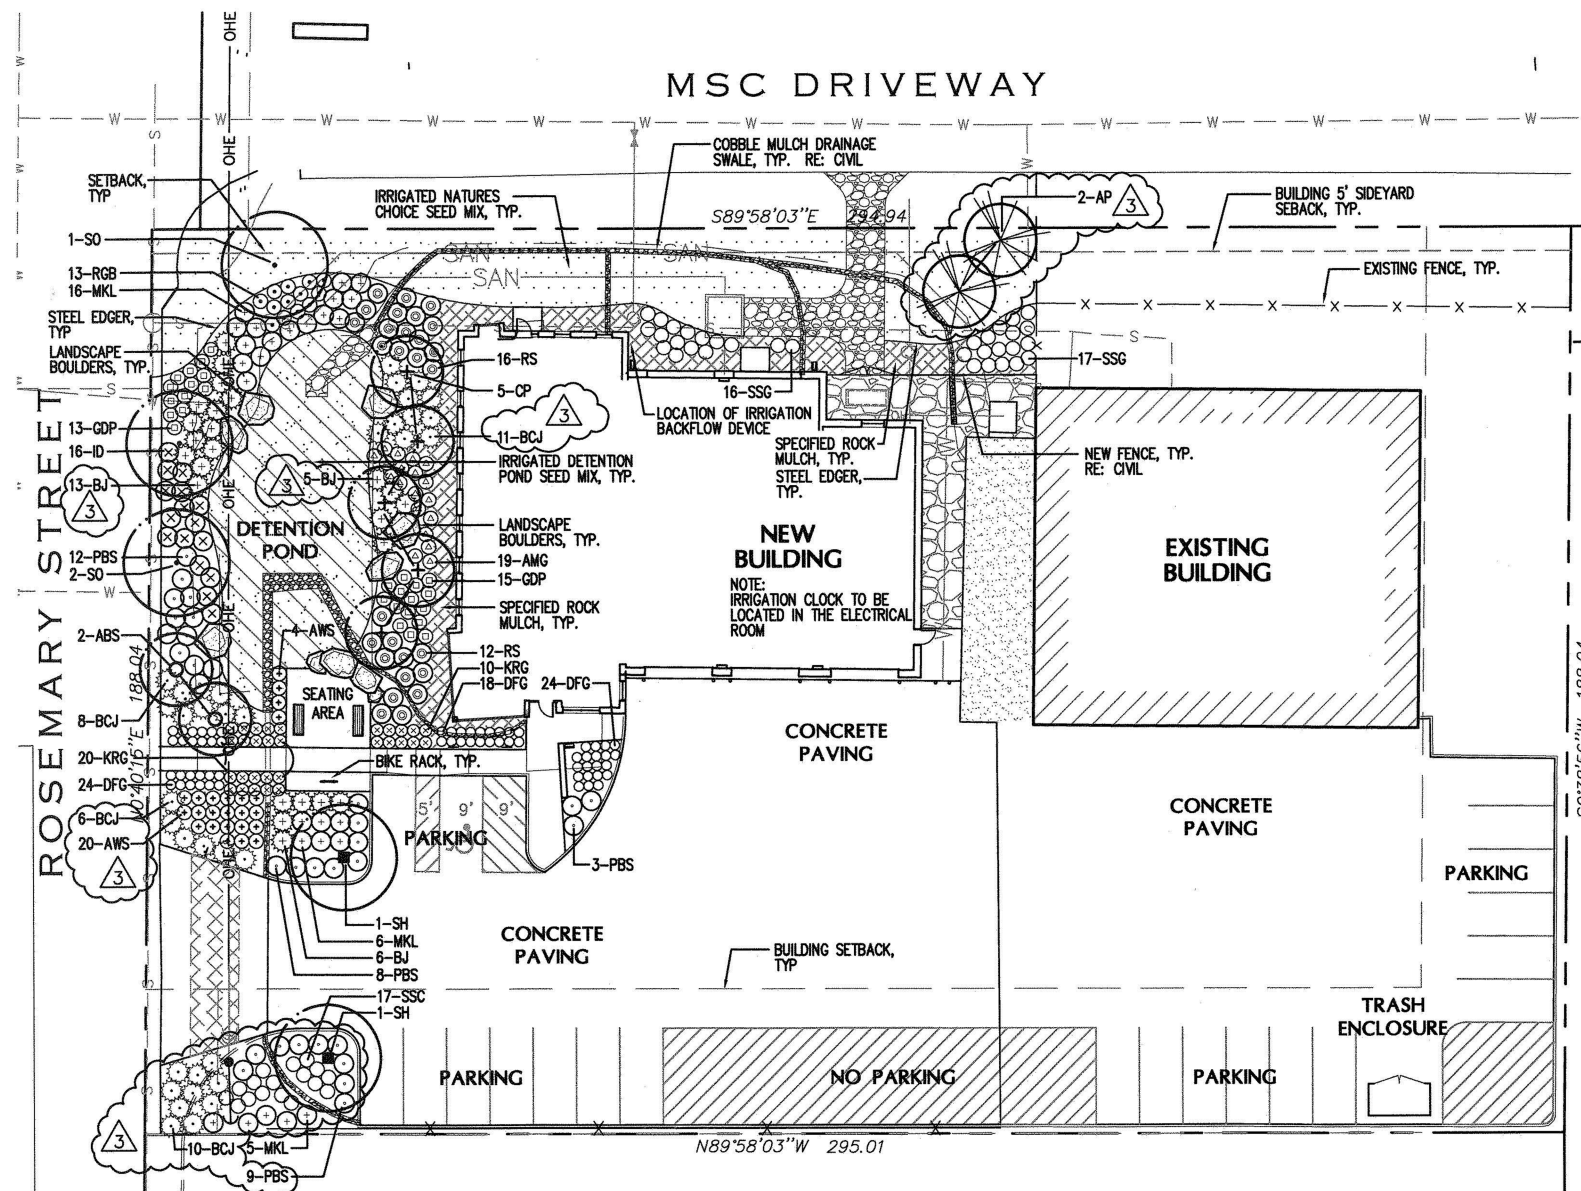 OHE
MSC DRIVEWAY
W W W W W W W W W W W W
S
OHE
COBBLE MULCH DRAINAGE
SWALE, TYP. RE: CIVIL
SETBACK,
TYP
IRRIGATED NATURES
CHOICE SEED MIX, TYP.
S89°58'03"E 294.94
2-AP
3
BUILDING 5' SIDEYARD
SEBACK, TYP.
1-SO
SAN SAN
SAN
EXISTING FENCE, TYP.
13-RGB
16-MKL
X X X X X X X
STEEL EDGER,
TYP
LANDSCAPE
BOULDERS, TYP.
S
16-RS
17-SSG
5-CP
16-SSG
3
LOCATION OF IRRIGATION
BACKFLOW DEVICE
13-GDP
11-BCJ
SPECIFIED ROCK
MULCH, TYP.
16-ID
IRRIGATED DETENTION
POND SEED MIX, TYP.
NEW FENCE, TYP.
RE: CIVIL
STEEL EDGER,
TYP.
13-BJ
3
3
5-BJ
OHE
DETENTION
POND
LANDSCAPE
BOULDERS, TYP.
NEW
BUILDING
EXISTING
BUILDING
12-PBS
2-SO
19-AMG
15-GDP
NOTE:
IRRIGATION CLOCK TO BE
LOCATED IN THE ELECTRICAL
ROOM
W
OHE
SPECIFIED ROCK
MULCH, TYP.
2-ABS
4-AWS
ROSEMARY STREET
12-RS
10-KRG
18-DFG
24-DFG
SEATING
AREA
8-BCJ
188.04
CONCRETE
PAVING
20-KRG
BIKE RACK, TYP.
24-DFG
CONCRETE
PAVING
6-BCJ
5' 9' 9'
PARKING
20-AWS
OHE
3
3-PBS
PARKING
1-SH
6-MKL
6-BJ
8-PBS
CONCRETE
PAVING
BUILDING SETBACK,
TYP
17-SSC
1-SH
TRASH
ENCLOSURE
PARKING
NO PARKING
PARKING
3
10-BCJ
5-MKL
X X X X
N89°58'03"W 295.01
9-PBS